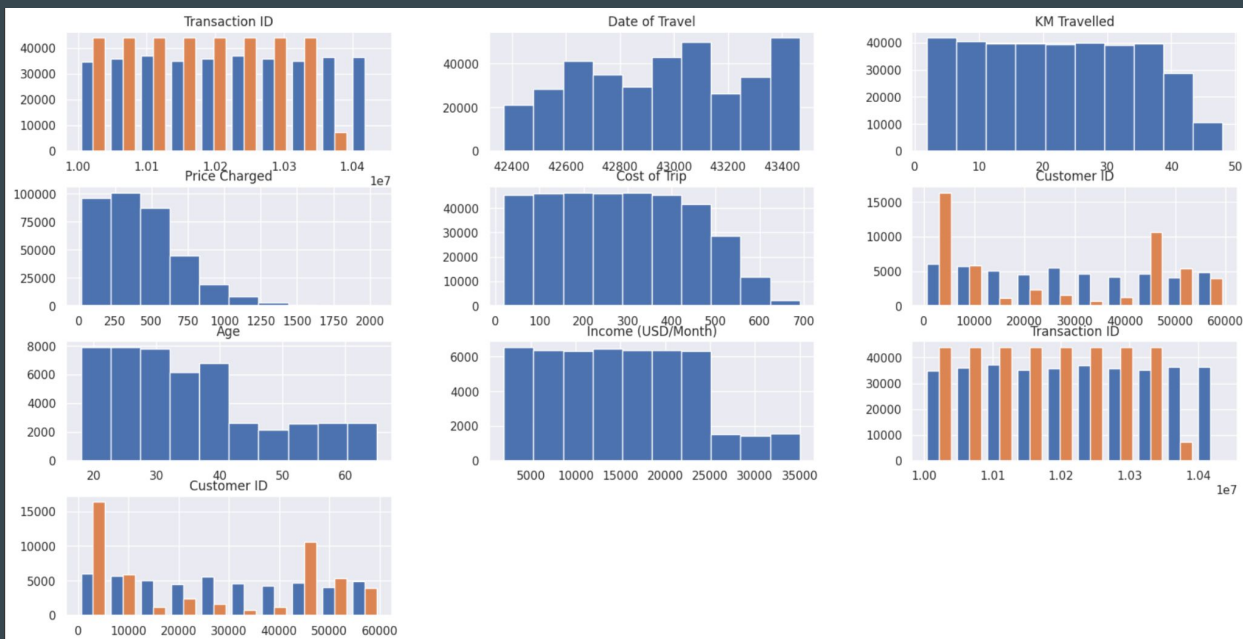 Transaction ID
40000
30000
20000
10000
0
1.00 1.01 1.02 1.03 1.04
1e7
Date of Travel
40000
20000
0
42400 42600 42800 43000 43200 43400
KM Travelled
40000
30000
20000
10000
0
0 10 20 30 40 50
Price Charged
100000
75000
50000
25000
0
0 250 500 750 1000 1250 1500 1750 2000
Cost of Trip
40000
30000
20000
10000
0
0 100 200 300 400 500 600 700
Customer ID
15000
10000
5000
0
0 10000 20000 30000 40000 50000 60000
Age
8000
6000
4000
2000
0
20 30 40 50 60
Income (USD/Month)
6000
4000
2000
0
5000 10000 15000 20000 25000 30000 35000
Transaction ID
40000
30000
20000
10000
0
1.00 1.01 1.02 1.03 1.04
1e7
Customer ID
15000
10000
5000
0
0 10000 20000 30000 40000 50000 60000